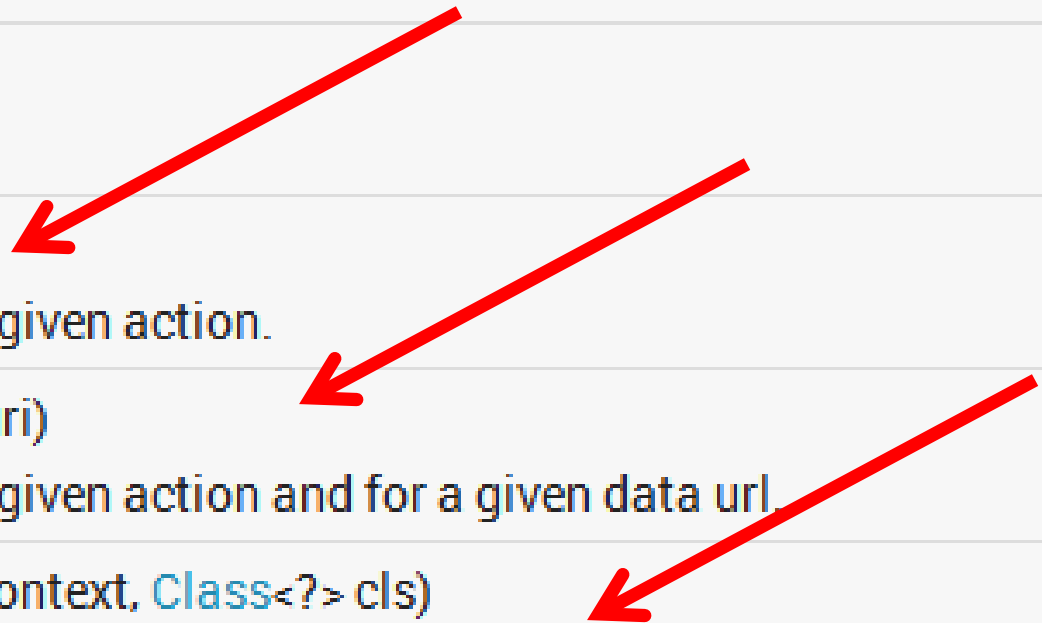 given action.
ri)
given action and for a given data url.
ontext, Class<?> cls)